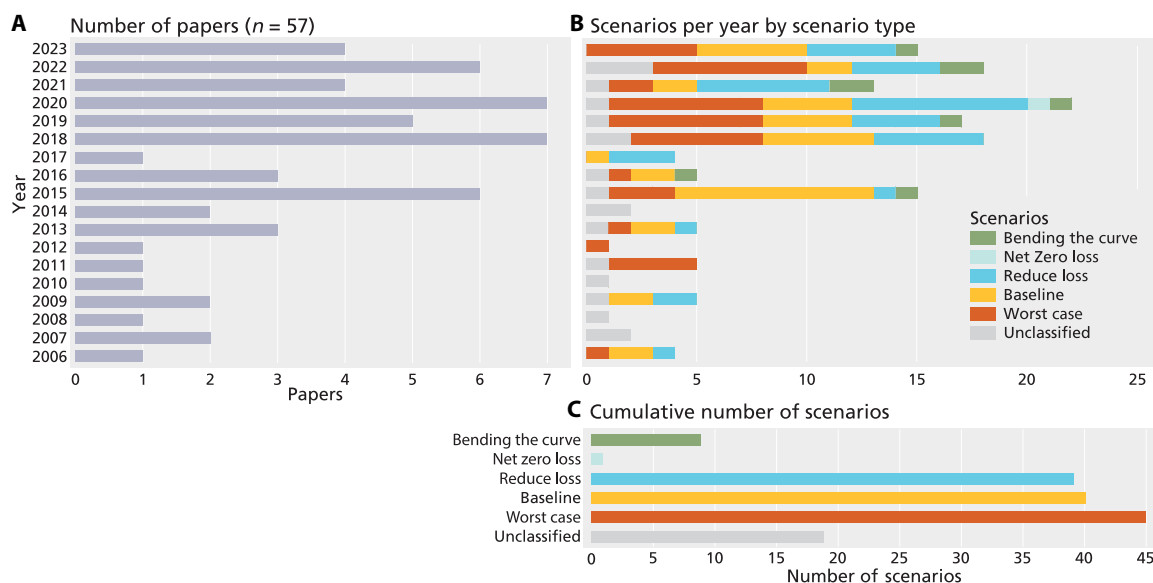 A Number of papers (n = 57)
Year
2023
2022
2021
2020
2019
2018
2017
2016
2015
2014
2013
2012
2011
2010
2009
2008
2007
2006
0 1 2 3 4 5 6 7
Papers
B Scenarios per year by scenario type
Scenarios
Bending the curve
Net Zero loss
Reduce loss
Baseline
Worst case
Unclassified
0 5 10 15 20 25
C Cumulative number of scenarios
Bending the curve
Net zero loss
Reduce loss
Baseline
Worst case
Unclassified
0 5 10 15 20 25 30 35 40 45
Number of scenarios